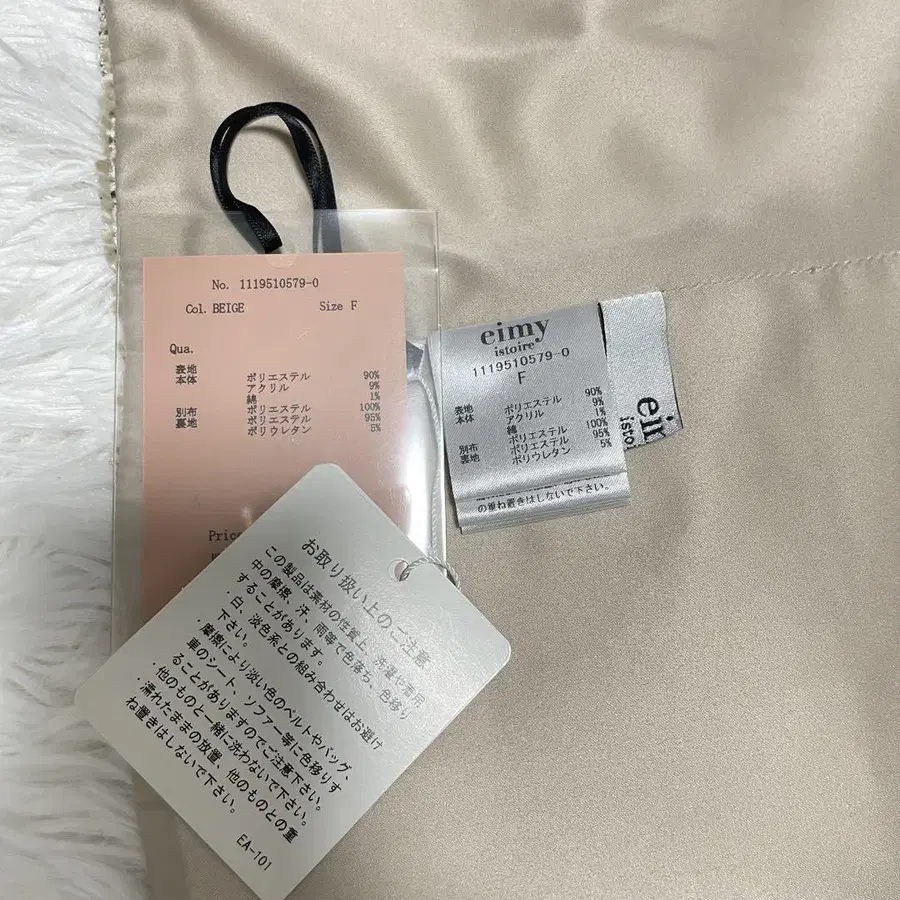 No. 1119510579-0
Col. BEIGE Size F
Qua.
表地
本体 ポリエステル 90%
アクリル 9%
綿 1%
別布 ポリエステル 100%
裏地 ポリエステル 95%
ポリウレタン 5%
Price
お取り扱い上のご注意
この製品は素材の性質上、洗濯や着用
中の摩擦、汗、雨等で色落ち、色移り
することがあります。
・白、淡色系との組み合わせはお避け
下さい。
・摩擦により淡い色のベルトやバッグ、
車のシート、ソファー等に色移りす
ることがありますのでご注意下さい。
・他のものと一緒に洗わないで下さい。
・濡れたままの放置、他のものとの重
ね置きはしないで下さい。
EA-101
eimy
istoire
1119510579-0
F
表地
本体 ポリエステル 90%
アクリル 9%
綿 1%
別布 ポリエステル 100%
裏地 ポリエステル 95%
ポリウレタン 5%
の重ね置きはしないで下さい。